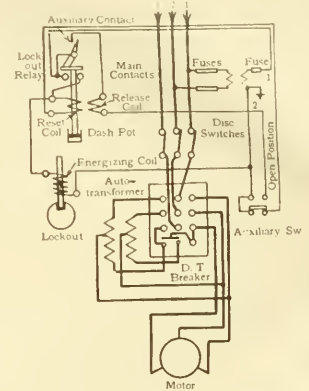 Auxiliary Contact
Lock
out
Relay
Main
Contacts
Fuses
Fuse
1
Release
Coil
2
Reset
Coil
Dash Pot
Disc
Switches
Open Position
Energizing Coil
Auto-
transformer
Lockout
Auxiliary Sw
D. T
Breaker
Motor